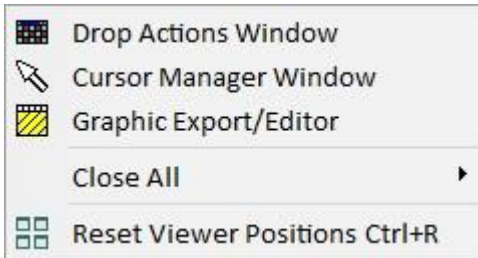 Drop Actions Window
Cursor Manager Window
Graphic Export/Editor
Close All
Reset Viewer Positions Ctrl+R